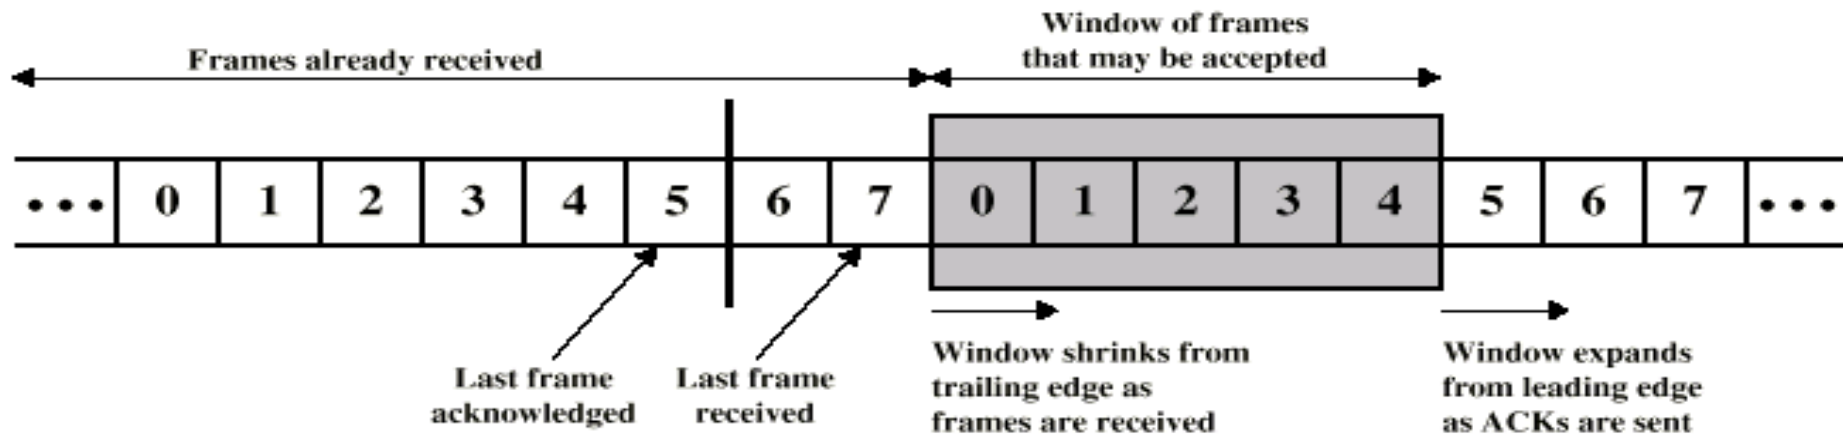 Window of frames
that may be accepted
Frames already received
••• 0 1 2 3 4 5 6 7 0 1 2 3 4 5 6 7 •••
Last frame
acknowledged
Last frame
received
Window shrinks from
trailing edge as
frames are received
Window expands
from leading edge
as ACKs are sent